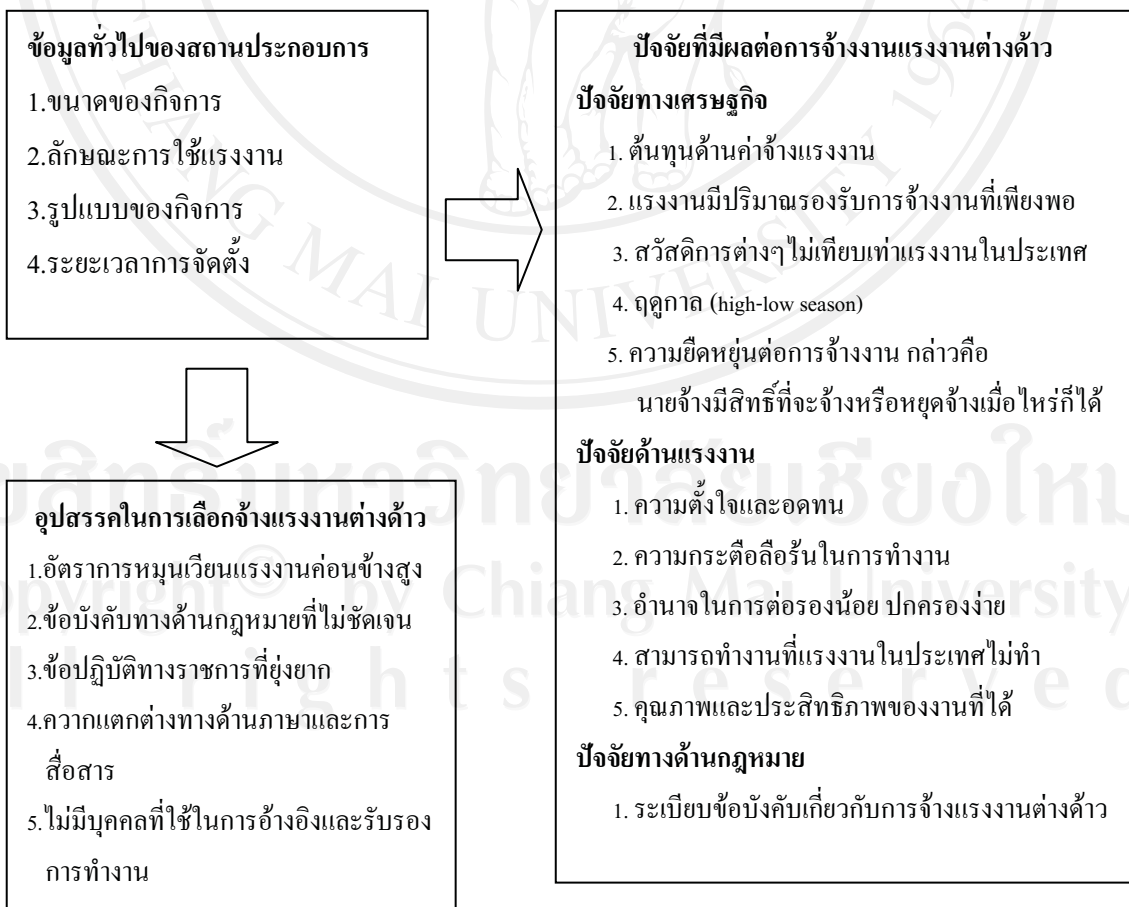 ข้อมูลทั่วไปของสถานประกอบการ
1.ขนาดของกิจการ
2.ลักษณะการใช้แรงงาน
3.รูปแบบของกิจการ
4.ระยะเวลาการจัดตั้ง
ปัจจัยที่มีผลต่อการจ้างงานแรงงานต่างด้าว
ปัจจัยทางเศรษฐกิจ
1. ต้นทุนด้านค่าจ้างแรงงาน
2. แรงงานมีปริมาณรองรับการจ้างงานที่เพียงพอ
3. สวัสดิการต่างๆไม่เทียบเท่าแรงงานในประเทศ
4. ฤดูกาล (high-low season)
5. ความยืดหยุ่นต่อการจ้างงาน กล่าวคือ
นายจ้างมีสิทธิ์ที่จะจ้างหรือหยุดจ้างเมื่อไหร่ก็ได้
ปัจจัยด้านแรงงาน
1. ความตั้งใจและอดทน
2. ความกระตือลือร้นในการทำงาน
3. อำนาจในการต่อรองน้อย ปกครองง่าย
4. สามารถทำงานที่แรงงานในประเทศไม่ทำ
5. คุณภาพและประสิทธิภาพของงานที่ได้
ปัจจัยทางด้านกฎหมาย
1. ระเบียบข้อบังคับเกี่ยวกับการจ้างแรงงานต่างด้าว
อุปสรรคในการเลือกจ้างแรงงานต่างด้าว
1.อัตราการหมุนเวียนแรงงานค่อนข้างสูง
2.ข้อบังคับทางด้านกฎหมายที่ไม่ชัดเจน
3.ข้อปฏิบัติทางราชการที่ยุ่งยาก
4.ควากแตกต่างทางด้านภาษาและการ
สื่อสาร
5.ไม่มีบุคคลที่ใช้ในการอ้างอิงและรับรอง
การทำงาน
CHIANG MAI UNIVERSITY 196
by Chiang Mai University
rights reserved